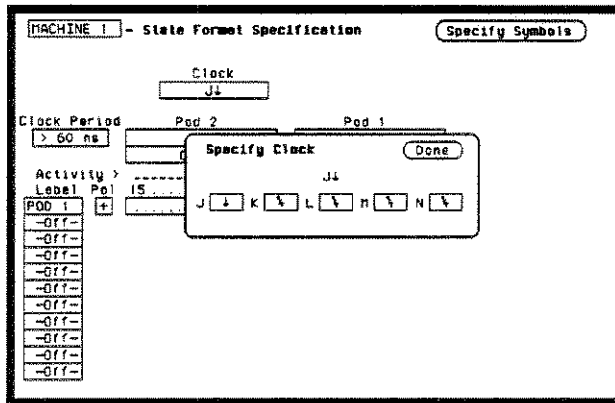 MACHINE 1 - State Format Specification Specify Symbols
Clock
J↓
Clock Period Pod 2 Pod 1
> 60 ns
Specify Clock Done
J↓
Activity >
Label Pol 15....
POD 1 +
J ↓ K L M N
-Off-
-Off-
-Off-
-Off-
-Off-
-Off-
-Off-
-Off-
-Off-
-Off-